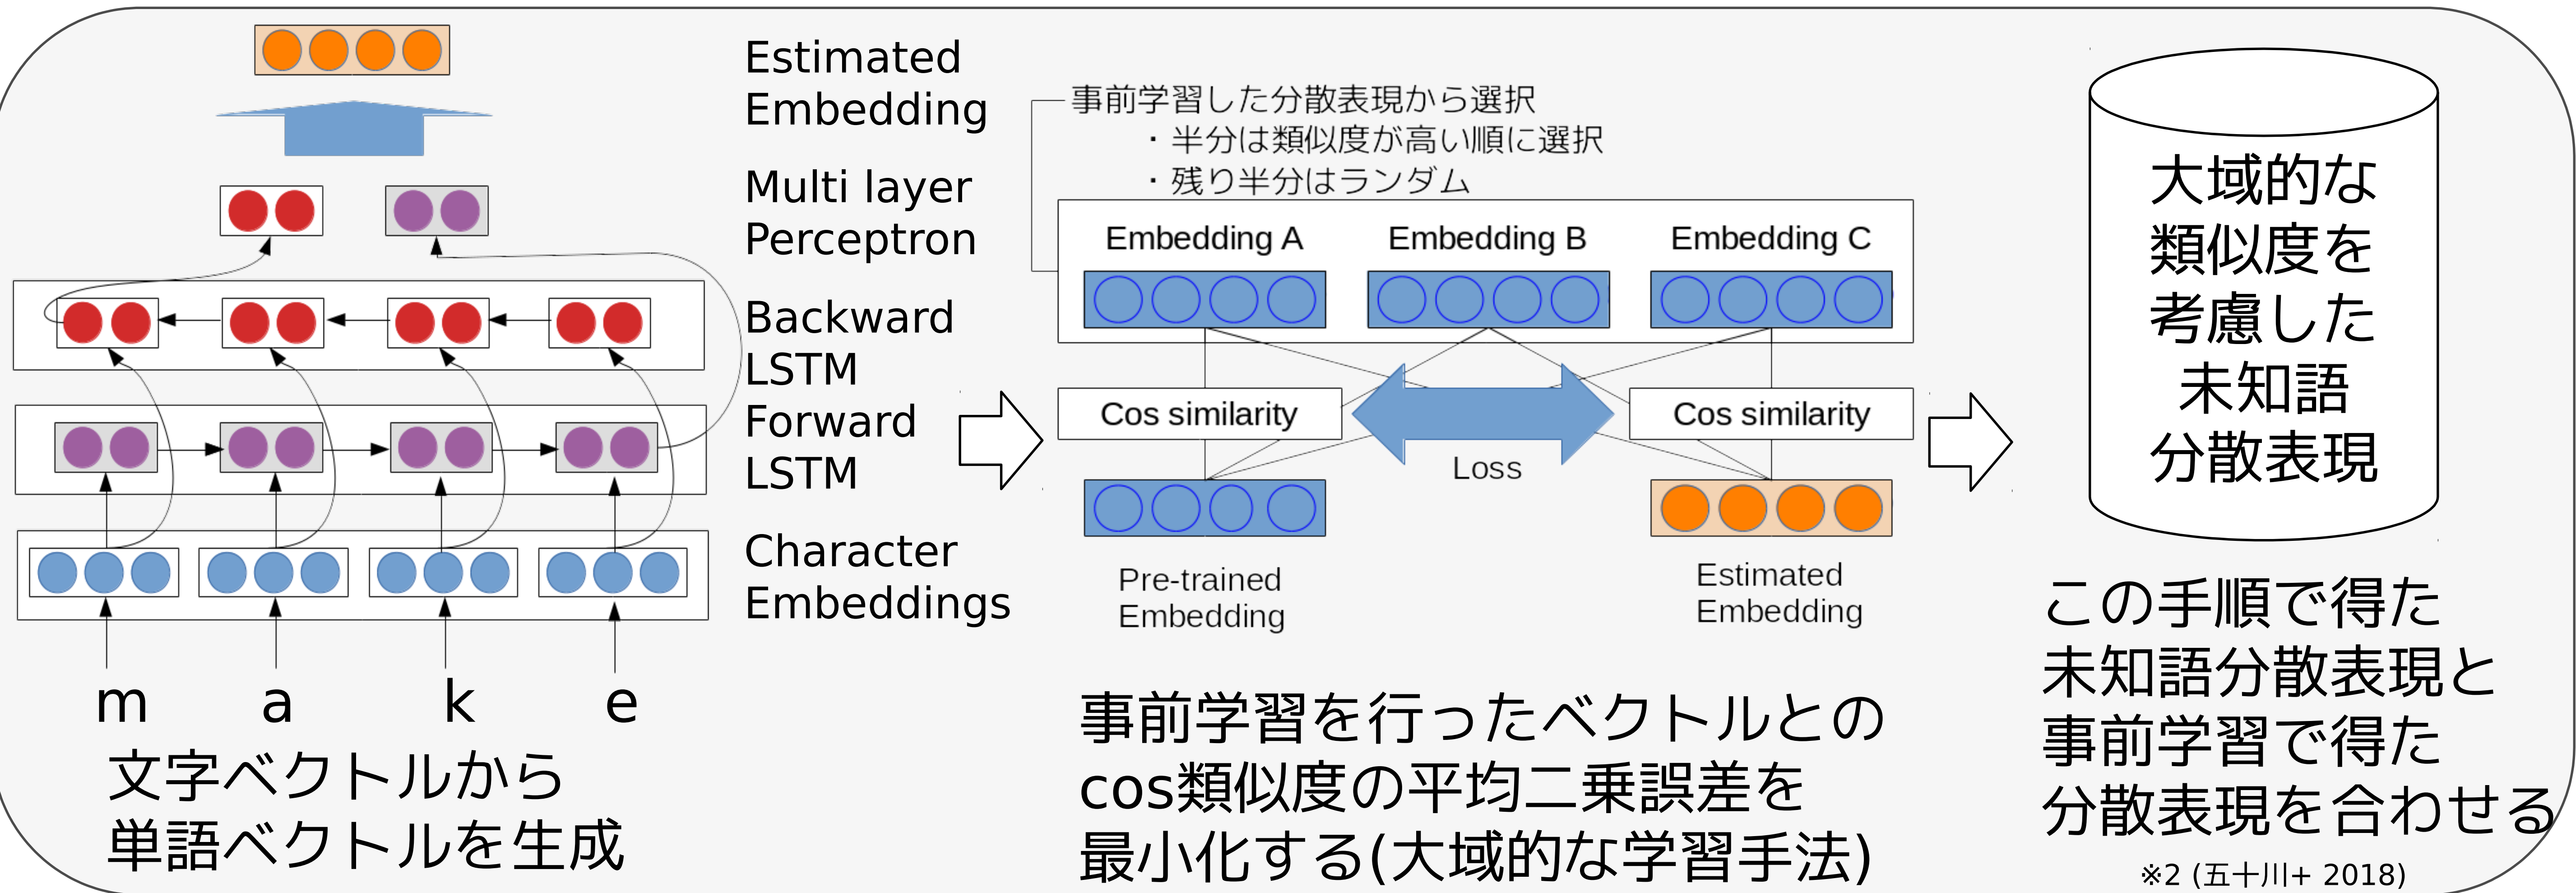 Estimated
Embedding
Multi layer
Perceptron
Backward
LSTM
Forward
LSTM
Character
Embeddings
m a k e
文字ベクトルから
単語ベクトルを生成
事前学習した分散表現から選択
・半分は類似度が高い順に選択
・残り半分はランダム
Embedding A Embedding B Embedding C
Cos similarity Cos similarity
Loss
Pre-trained
Embedding
Estimated
Embedding
事前学習を行ったベクトルとの
cos類似度の平均二乗誤差を
最小化する(大域的な学習手法)
大域的な
類似度を
考慮した
未知語
分散表現
この手順で得た
未知語分散表現と
事前学習で得た
分散表現を合わせる
※2 (五十川+ 2018)